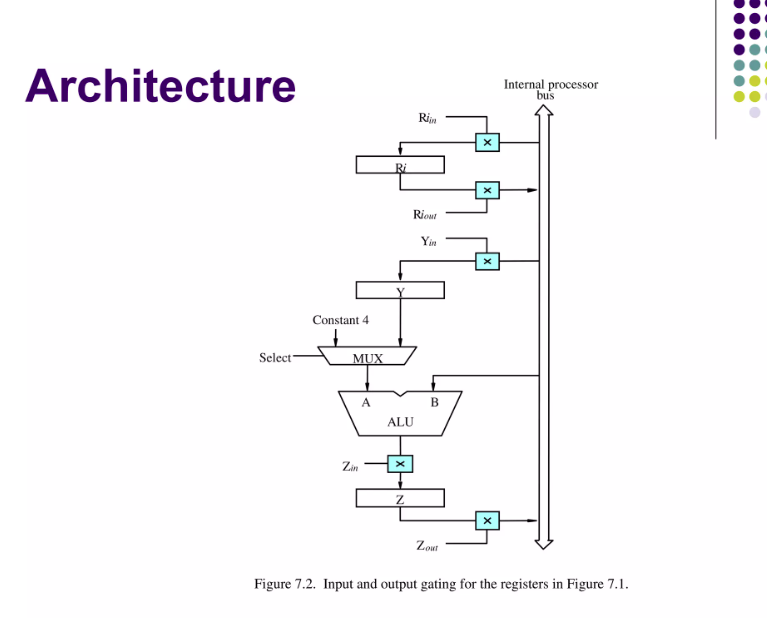 Architecture
Internal processor
bus
Riin
X
Ri
X
Riout
Yin
X
Y
Constant 4
Select
MUX
A
B
ALU
Zin
X
Z
X
Zout
Figure 7.2. Input and output gating for the registers in Figure 7.1.